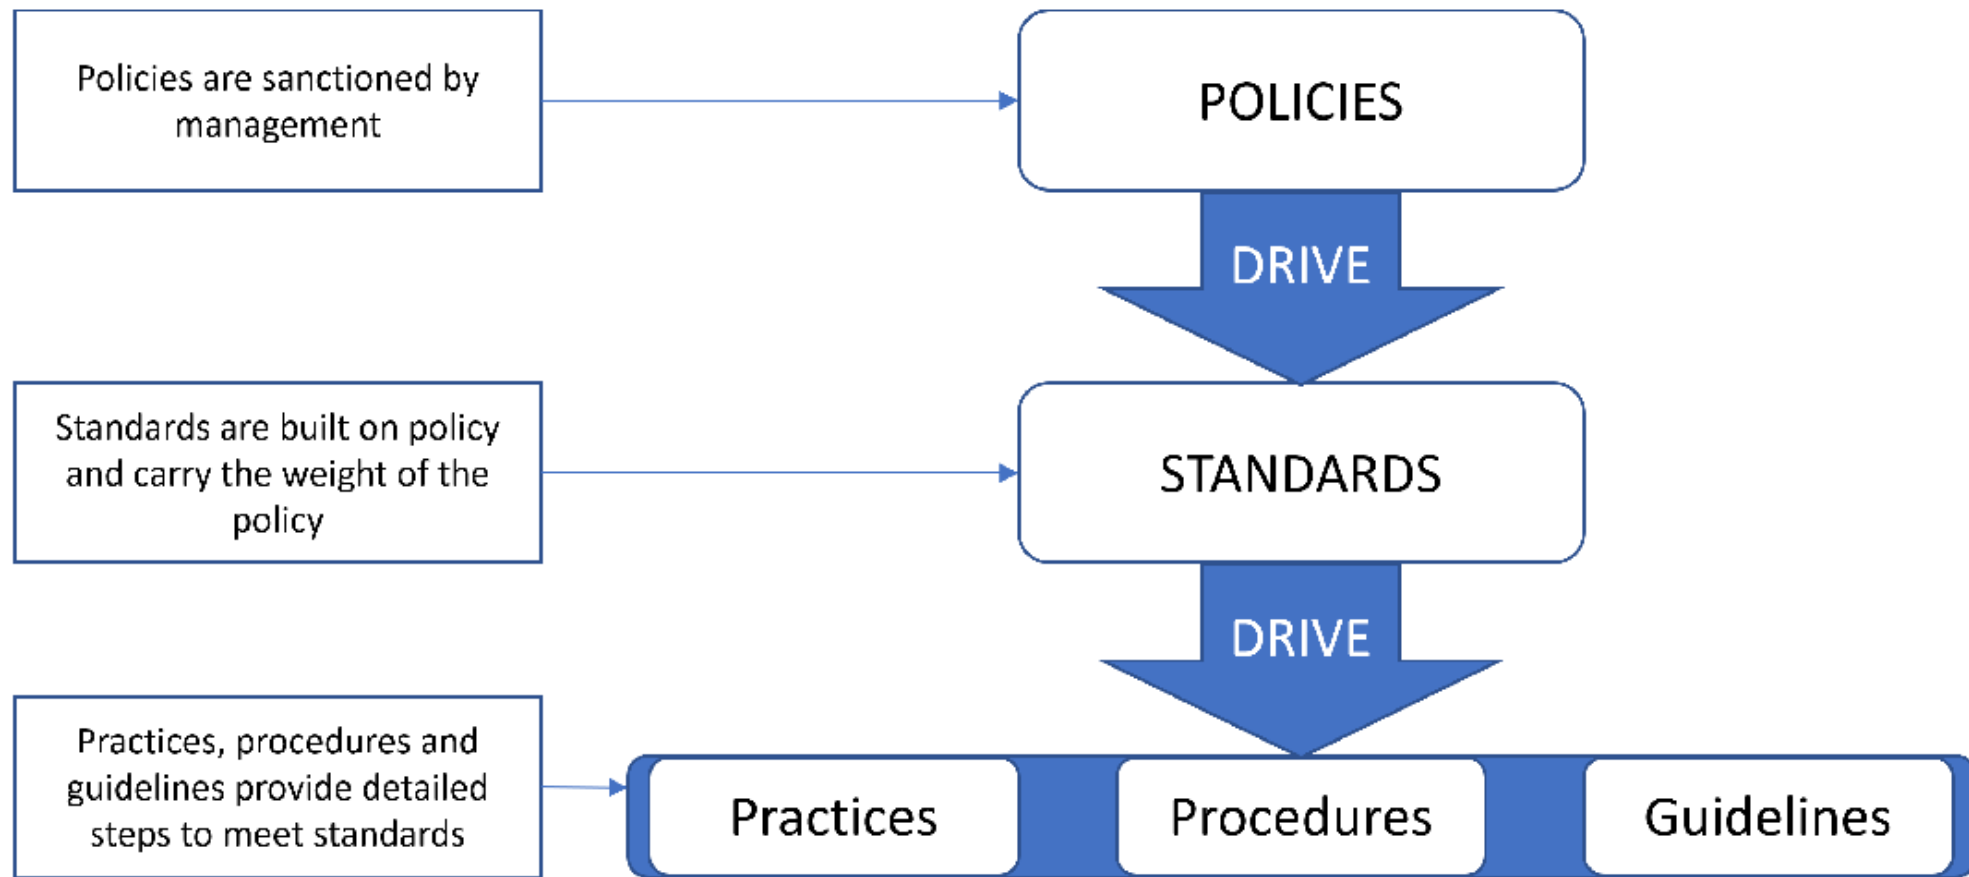 Policies are sanctioned by
management
POLICIES
DRIVE
Standards are built on policy
and carry the weight of the
policy
STANDARDS
DRIVE
Practices, procedures and
guidelines provide detailed
steps to meet standards
Practices
Procedures
Guidelines